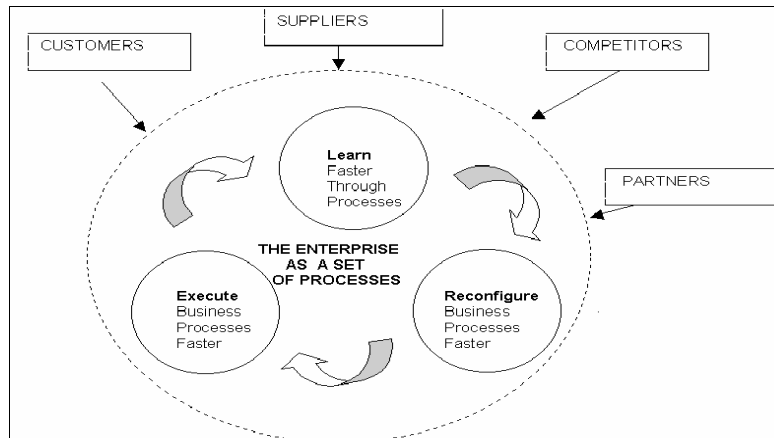 SUPPLIERS
CUSTOMERS
COMPETITORS
Learn
Faster
Through
Processes
PARTNERS
THE ENTERPRISE
AS A SET
OF PROCESSES
Execute
Business
Processes
Faster
Reconfigure
Business
Processes
Faster